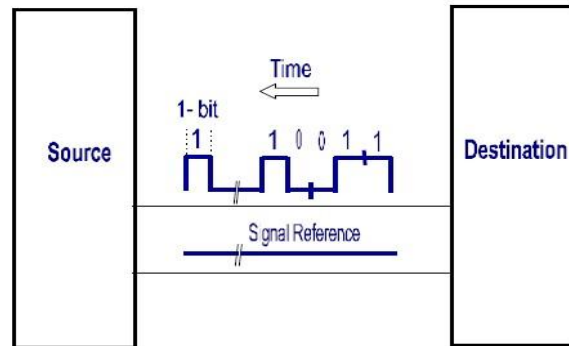 Time
1- bit
1
1 0 0 1 1
Source
Destination
Signal Reference